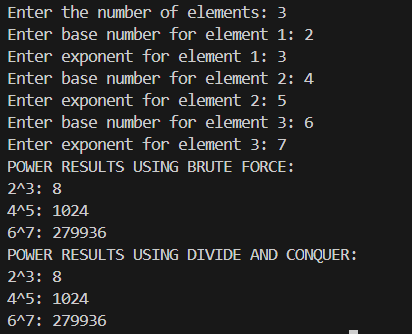 Enter the number of elements: 3
Enter base number for element 1: 2
Enter exponent for element 1: 3
Enter base number for element 2: 4
Enter exponent for element 2: 5
Enter base number for element 3: 6
Enter exponent for element 3: 7
POWER RESULTS USING BRUTE FORCE:
2^3: 8
4^5: 1024
6^7: 279936
POWER RESULTS USING DIVIDE AND CONQUER:
2^3: 8
4^5: 1024
6^7: 279936